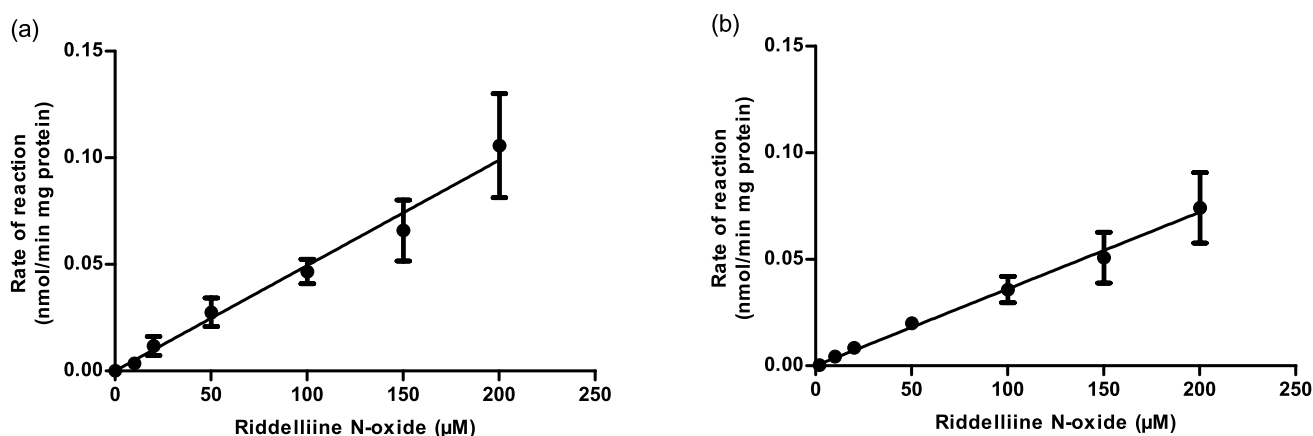 (a)
0.15
0.10
0.05
0.00
Rate of reaction
(nmol/min mg protein)
0 50 100 150 200 250
Riddelliine N-oxide (µM)
(b)
0.15
0.10
0.05
0.00
Rate of reaction
(nmol/min mg protein)
0 50 100 150 200 250
Riddelliine N-oxide (µM)